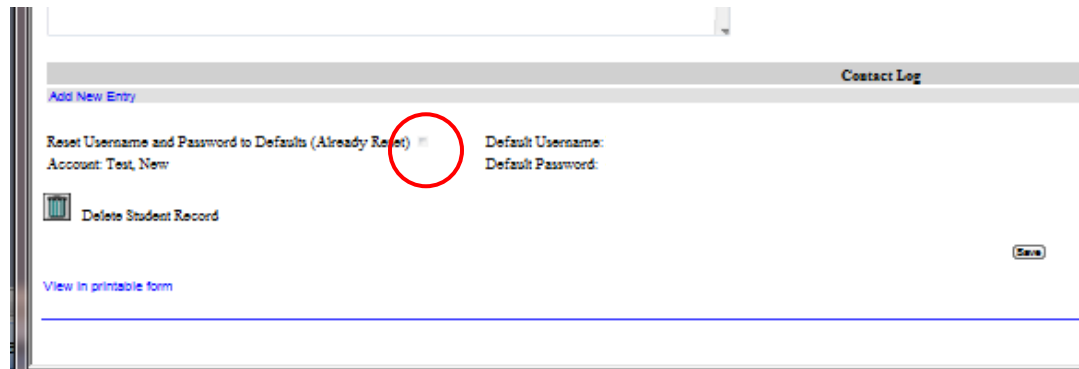 Contact Log
Add New Entry
Reset Username and Password to Defaults (Already Reset) Default Username:
Account: Test, New Default Password:
Delete Student Record
Save
View in printable form